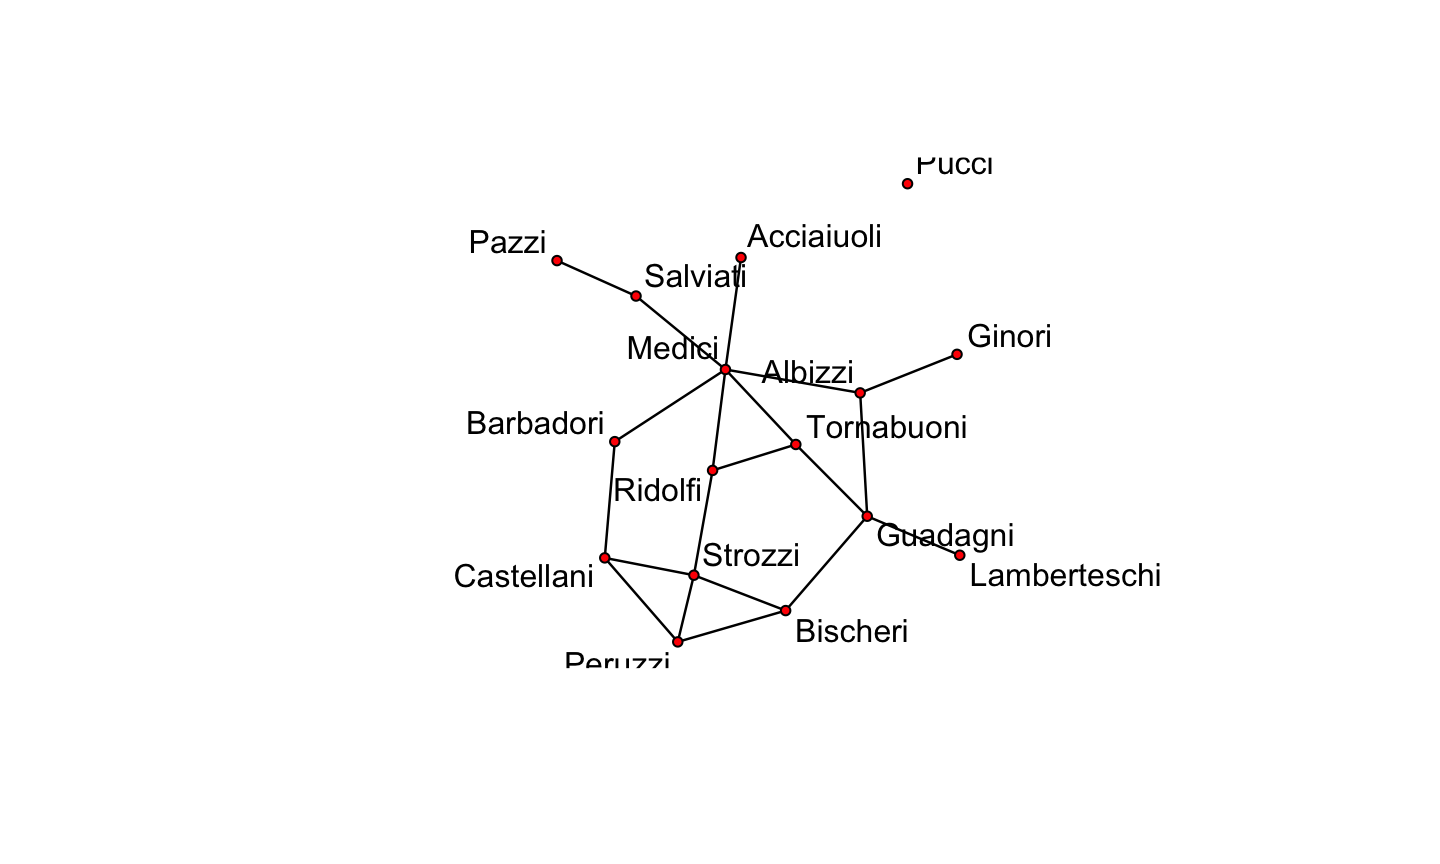 Pucci
Acciaiuoli
Pazzi
Salviati
Ginori
Medici
Albizzi
Barbadori
Tornabuoni
Ridolfi
Guadagni
Strozzi
Castellani
Lamberteschi
Bischeri
Peruzzi